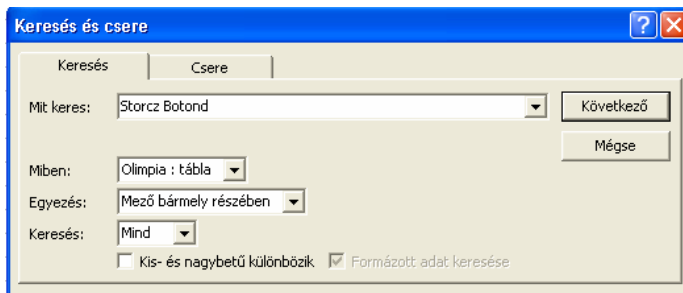 Keresés és csere
Keresés Csere
Mit keres: Storcz Botond Következő
Mégse
Miben: Olimpia : tábla
Egyezés: Mező bármely részében
Keresés: Mind
Kis- és nagybetű különbözik Formázott adat keresése